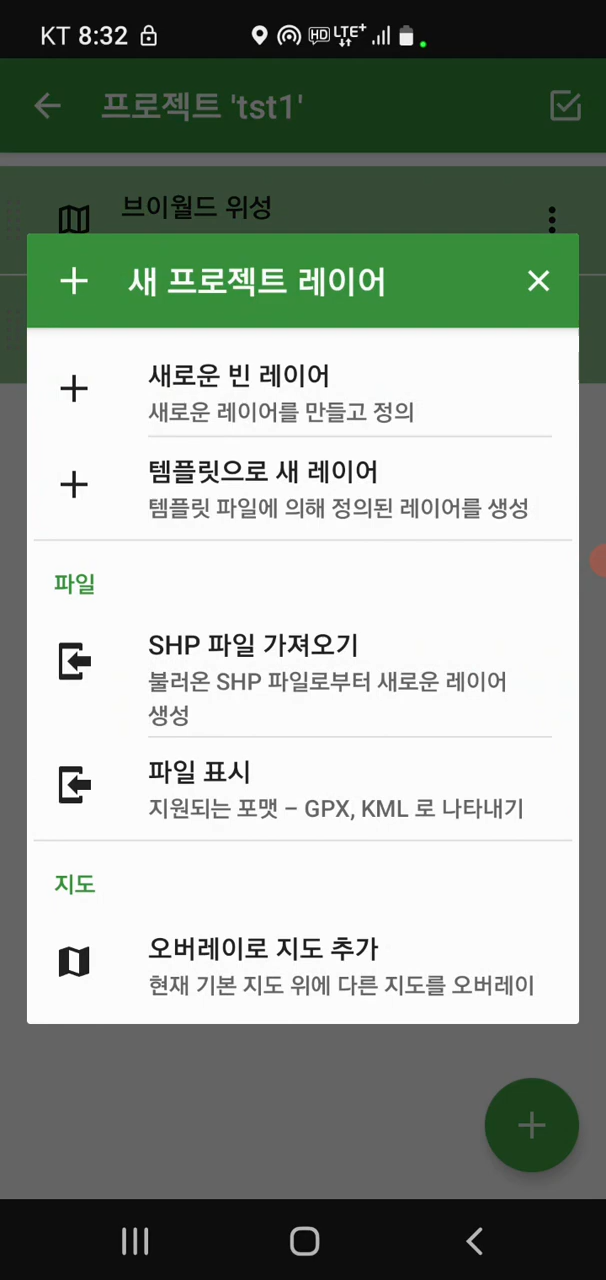 KT 8:32
HD LTE+
프로젝트 'tst1'
브이월드 위성
새 프로젝트 레이어
새로운 빈 레이어
새로운 레이어를 만들고 정의
템플릿으로 새 레이어
템플릿 파일에 의해 정의된 레이어를 생성
파일
SHP 파일 가져오기
불러온 SHP 파일로부터 새로운 레이어
생성
파일 표시
지원되는 포맷 – GPX, KML 로 나타내기
지도
오버레이로 지도 추가
현재 기본 지도 위에 다른 지도를 오버레이